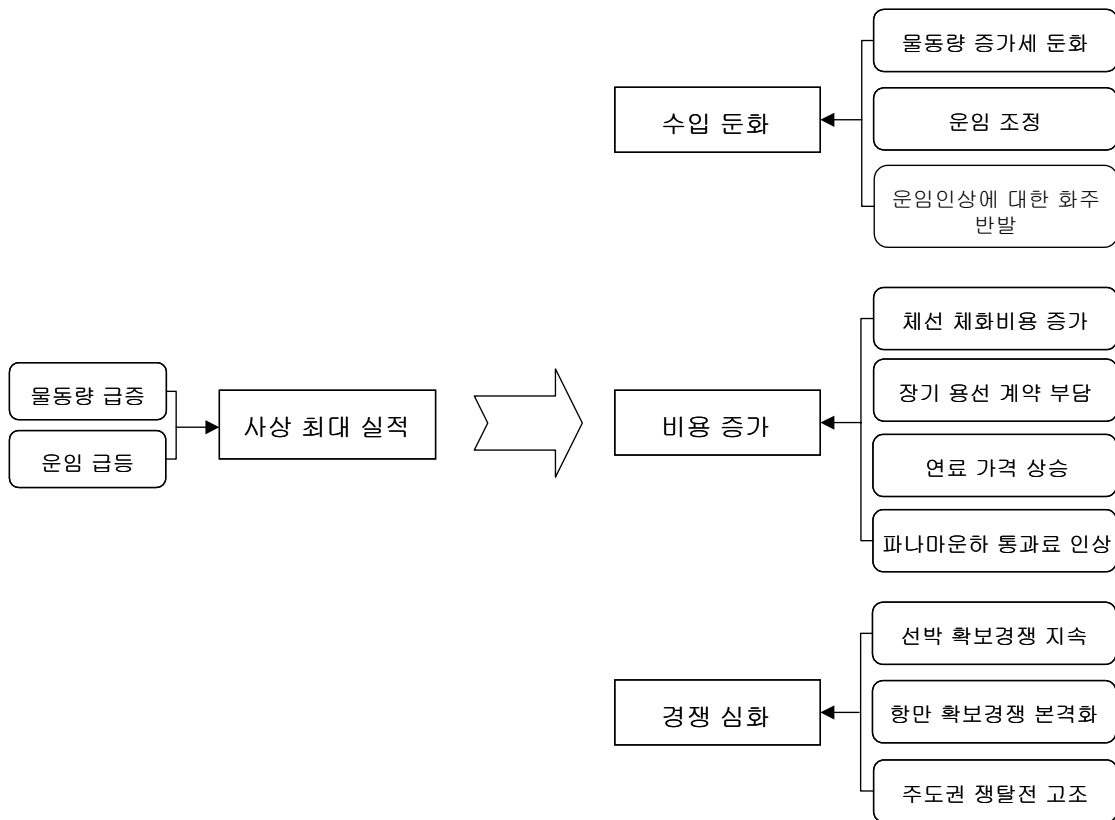 물동량 급증
운임 급등
사상 최대 실적
수입 둔화
물동량 증가세 둔화
운임 조정
운임인상에 대한 화주
반발
비용 증가
체선 체화비용 증가
장기 용선 계약 부담
연료 가격 상승
파나마운하 통과료 인상
경쟁 심화
선박 확보경쟁 지속
항만 확보경쟁 본격화
주도권 쟁탈전 고조